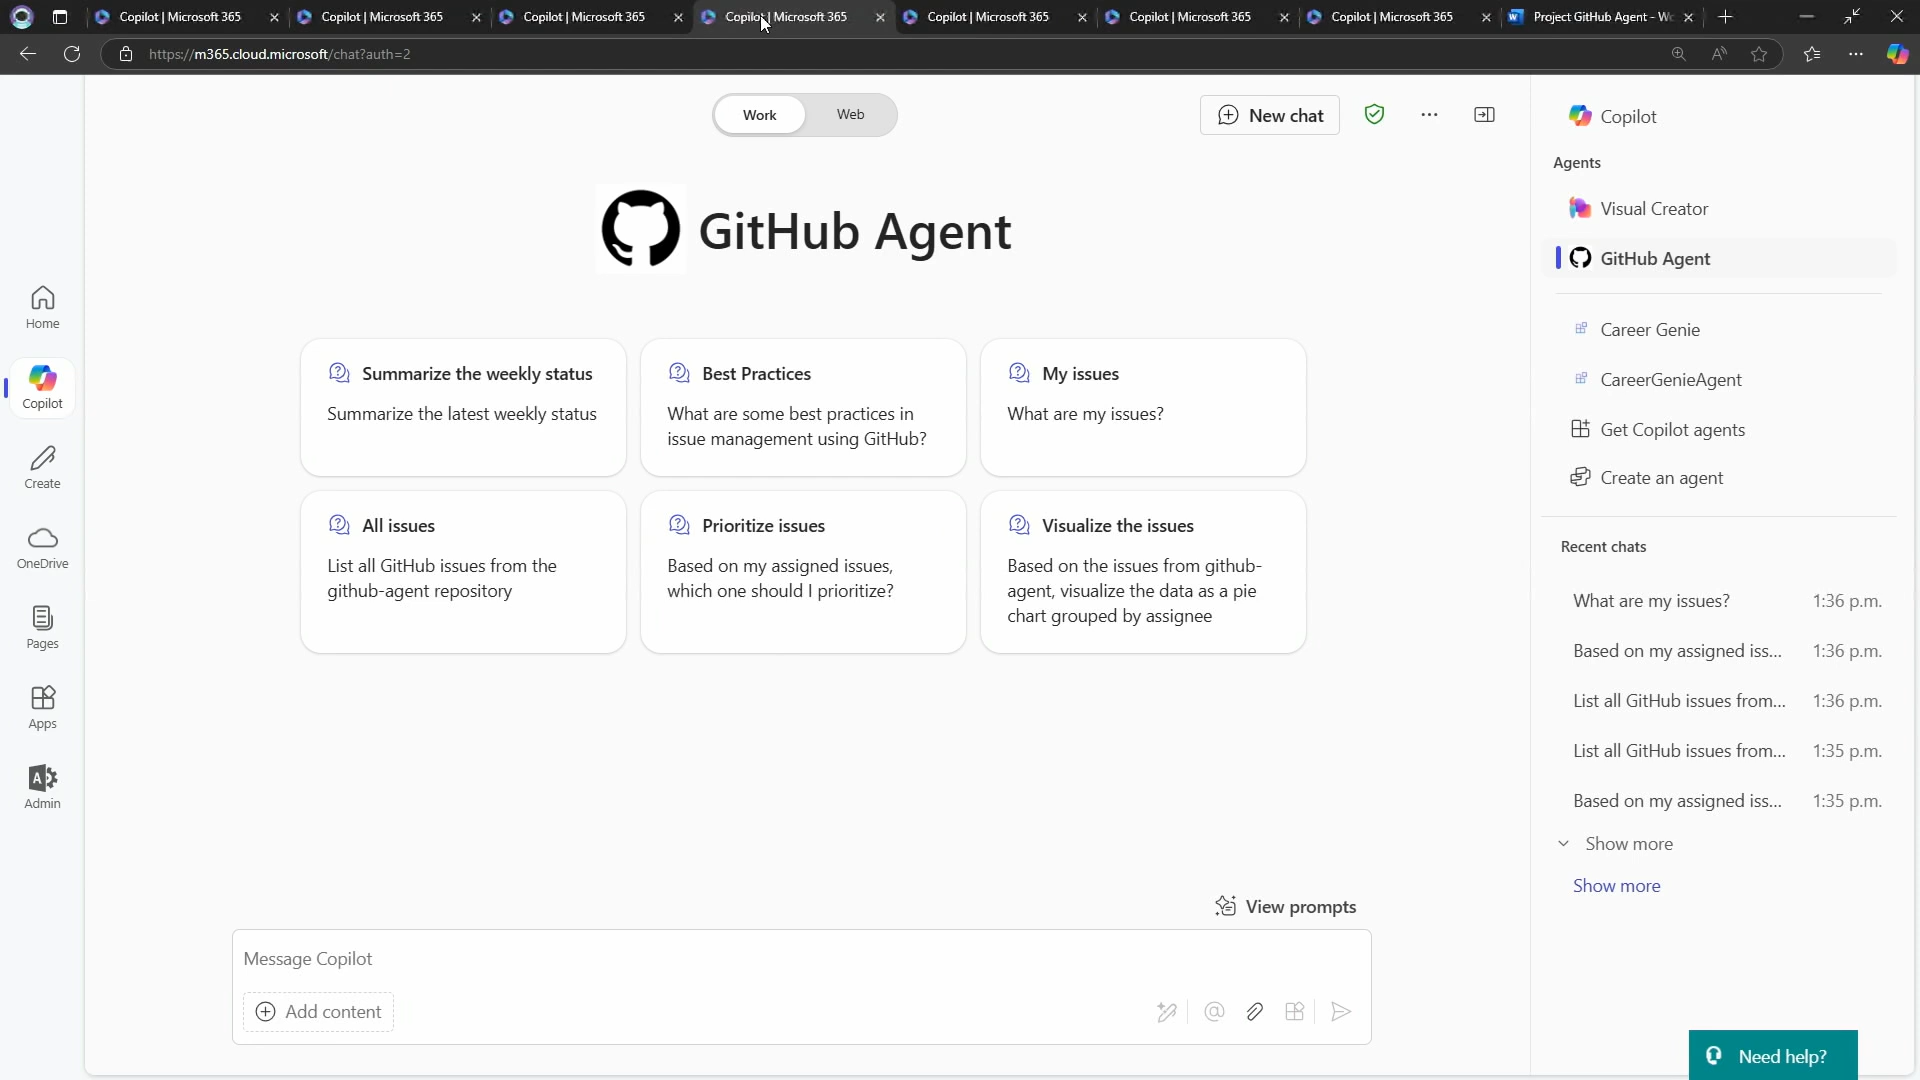 Copilot | Microsoft 365
Copilot | Microsoft 365
Copilot | Microsoft 365
Copilot | Microsoft 365
Copilot | Microsoft 365
Copilot | Microsoft 365
Copilot | Microsoft 365
Project GitHub Agent - Wo
https://m365.cloud.microsoft/chat?auth=2
Home
Copilot
Create
OneDrive
Pages
Apps
Admin
Work
Web
New chat
GitHub Agent
Summarize the weekly status
Summarize the latest weekly status
Best Practices
What are some best practices in
issue management using GitHub?
My issues
What are my issues?
All issues
List all GitHub issues from the
github-agent repository
Prioritize issues
Based on my assigned issues,
which one should I prioritize?
Visualize the issues
Based on the issues from github-
agent, visualize the data as a pie
chart grouped by assignee
View prompts
Message Copilot
Add content
Copilot
Agents
Visual Creator
GitHub Agent
Career Genie
CareerGenieAgent
Get Copilot agents
Create an agent
Recent chats
What are my issues? 1:36 p.m.
Based on my assigned iss... 1:36 p.m.
List all GitHub issues from... 1:36 p.m.
List all GitHub issues from... 1:35 p.m.
Based on my assigned iss... 1:35 p.m.
Show more
Show more
Need help?